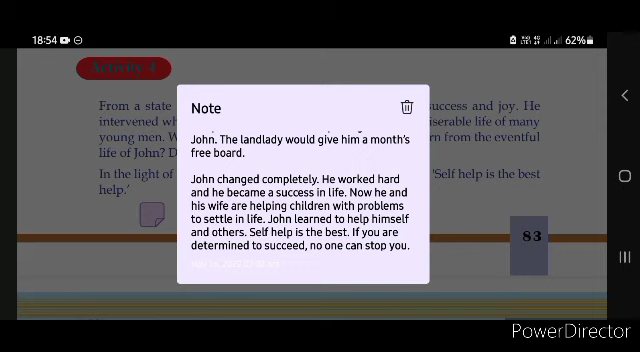 18:54
62%
Activity 4
Note
From a state
success and joy. He
intervened wh
iserable life of many
young men. W
rn from the eventful
life of John? D
John. The landlady would give him a month's
free board.
In the light of
'Self help is the best
help.'
John changed completely. He worked hard
and he became a success in life. Now he and
his wife are helping children with problems
to settle in life. John learned to help himself
and others. Self help is the best. If you are
determined to succeed, no one can stop you.
83
PowerDirector